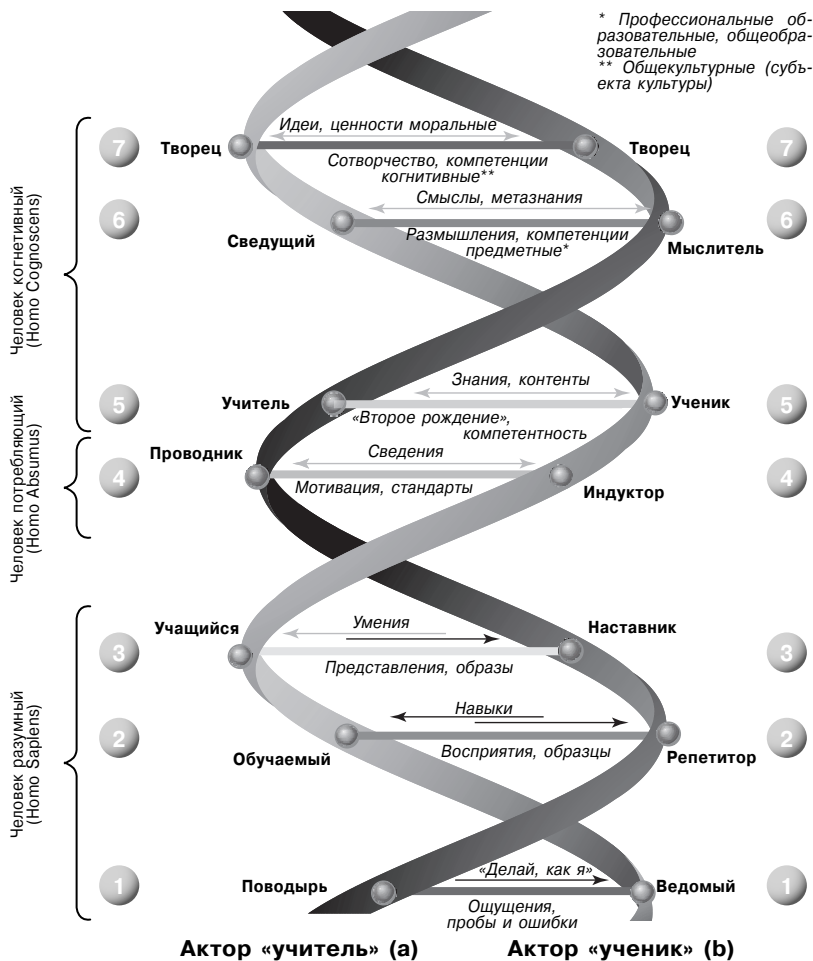 * Профессиональные об-
разовательные, общеобра-
зовательные
** Общекультурные (субъ-
екта культуры)
Человек когнетивный
(Homo Cognoscens)
7
Творец
Идеи, ценности моральные
Сотворчество, компетенции
когнитивные**
Творец
7
6
Сведущий
Смыслы, метазнания
Размышления, компетенции
предметные*
Мыслитель
6
5
Учитель
Знания, контенты
«Второе рождение»,
компетентность
Ученик
5
Человек потребляющий
(Homo Absumus)
4
Проводник
Сведения
Мотивация, стандарты
Индуктор
4
Человек разумный
(Homo Saplens)
3
Учащийся
Умения
Представления, образы
Наставник
3
2
Обучаемый
Навыки
Восприятия, образцы
Репетитор
2
1
Поводырь
«Делай, как я»
Ощущения,
пробы и ошибки
Ведомый
1
Актор «учитель» (a)
Актор «ученик» (b)